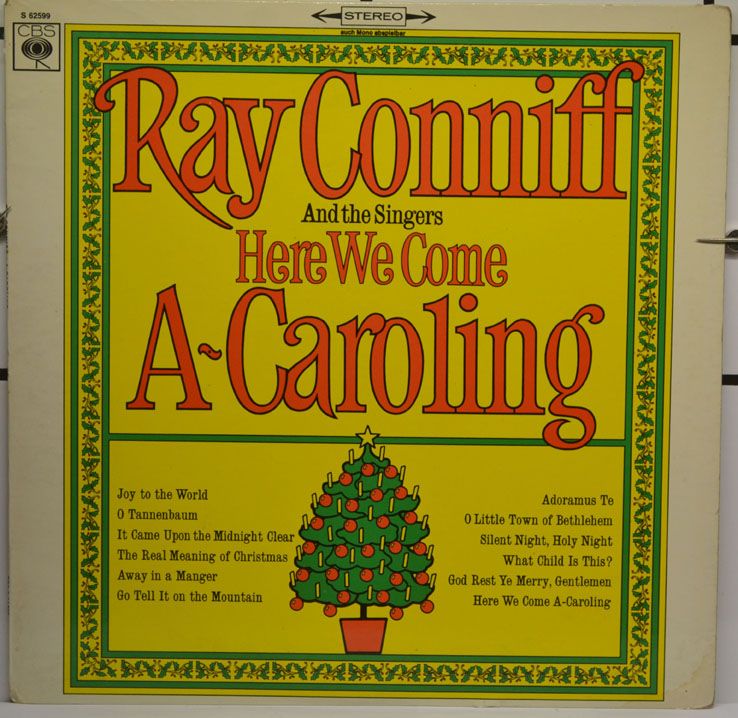 S 62599
CBS
STEREO
auch Mono abspielbar
Ray Conniff
And the Singers
Here We Come
A-Caroling
Joy to the World
O Tannenbaum
It Came Upon the Midnight Clear
The Real Meaning of Christmas
Away in a Manger
Go Tell It on the Mountain
Adoramus Te
O Little Town of Bethlehem
Silent Night, Holy Night
What Child Is This?
God Rest Ye Merry, Gentlemen
Here We Come A-Caroling